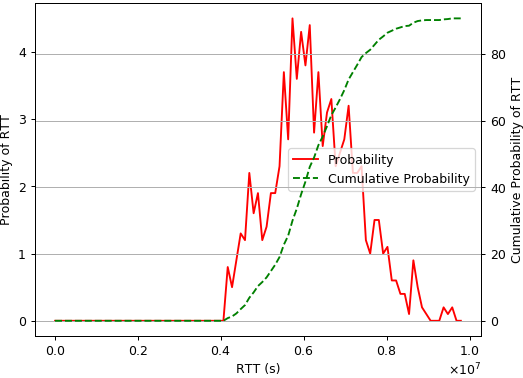 Probability of RTT
4
3
2
1
0
80
60
40
20
0
Cumulative Probability of RTT
Probability
Cumulative Probability
0.0 0.2 0.4 0.6 0.8 1.0
RTT (s)
×10⁷